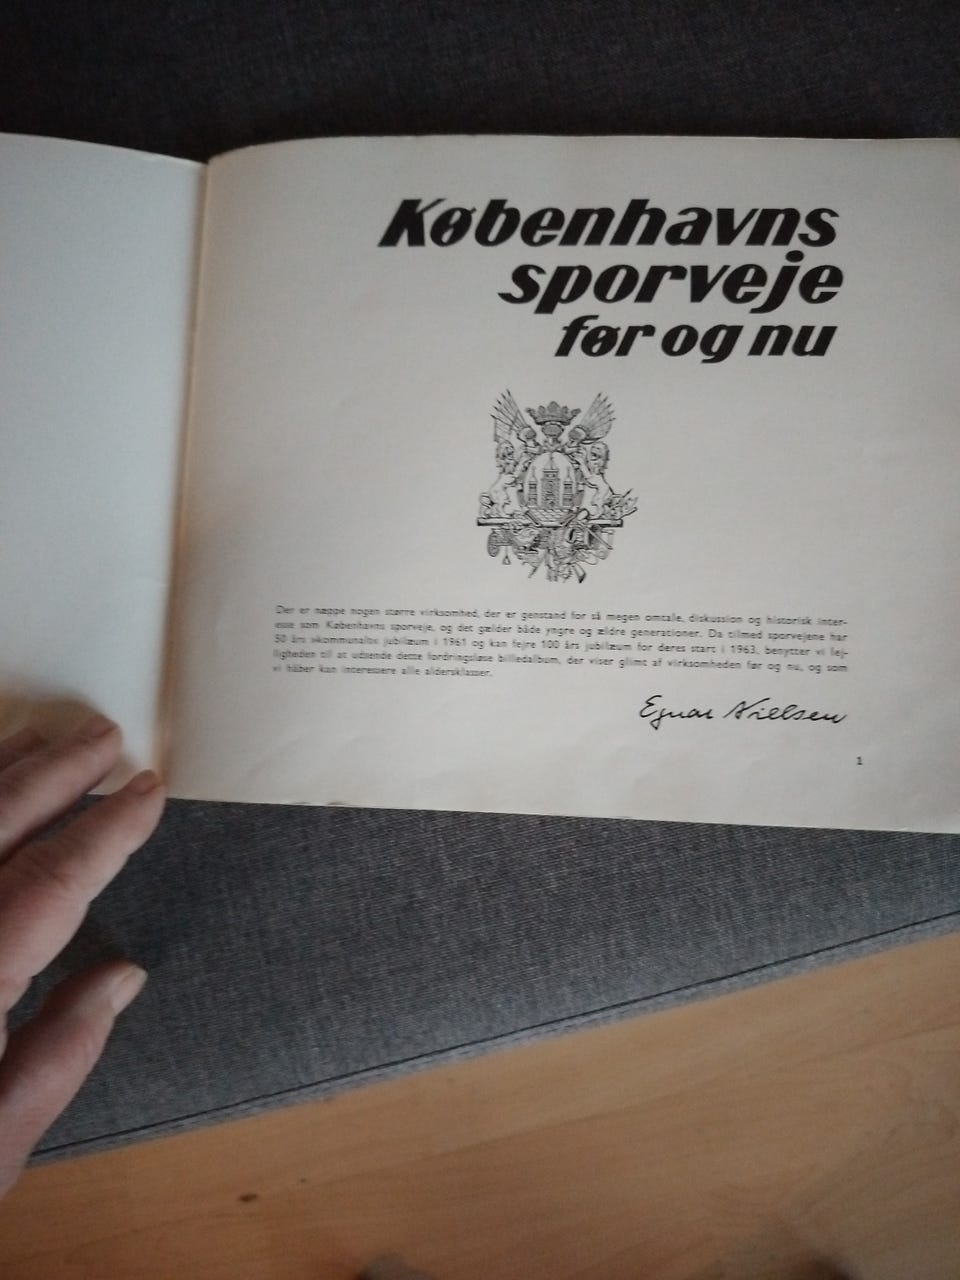 Københavns
sporveje
før og nu
Der er næppe nogen større virksomhed, der er genstand for så megen omtale, diskussion og historisk inter-
esse som Københavns sporveje, og det gælder både yngre og ældre generationer. Da tilmed sporvejene har
50 års »kommunalt« jubilæum i 1961 og kan fejre 100 års jubilæum for deres start i 1963, benytter vi lej-
ligheden til at udsende dette fordringsløse billedalbum, der viser glimt af virksomheden før og nu, og som
vi håber kan interessere alle aldersklasser.
Egnar Nielsen
1